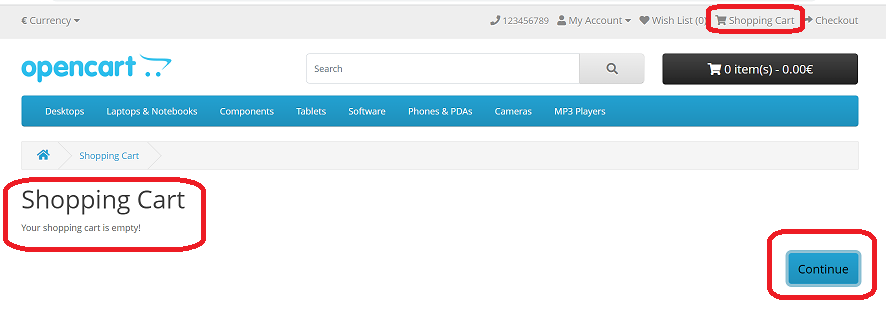 € Currency 123456789 My Account Wish List (0) Shopping Cart Checkout
opencart Search 0 item(s) - 0.00€
Desktops Laptops & Notebooks Components Tablets Software Phones & PDAs Cameras MP3 Players
Shopping Cart
Shopping Cart
Your shopping cart is empty!
Continue